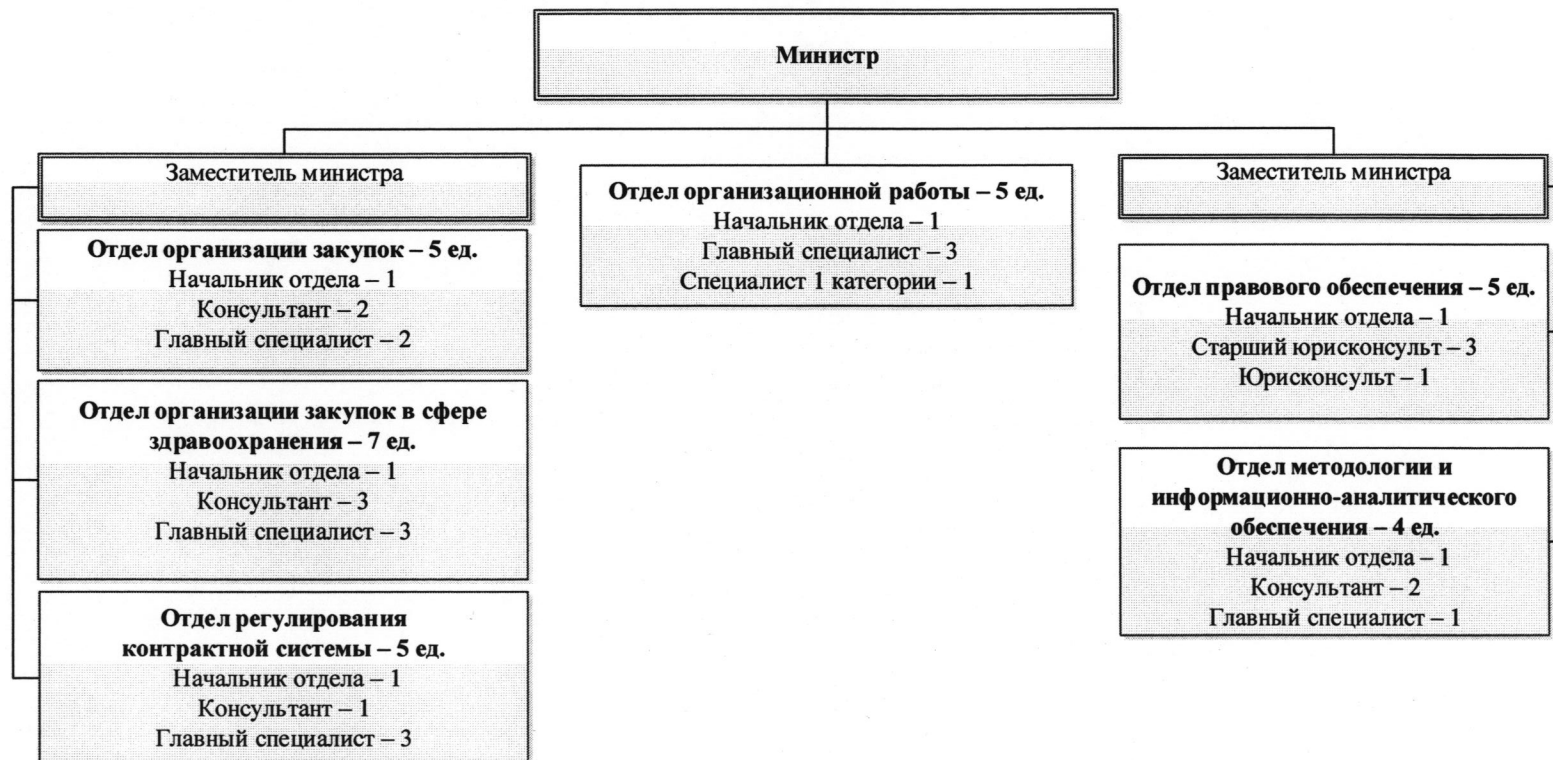 Министр
Заместитель министра
Отдел организации закупок – 5 ед.
Начальник отдела – 1
Консультант – 2
Главный специалист – 2
Отдел организации закупок в сфере
здравоохранения – 7 ед.
Начальник отдела – 1
Консультант – 3
Главный специалист – 3
Отдел регулирования
контрактной системы – 5 ед.
Начальник отдела – 1
Консультант – 1
Главный специалист – 3
Отдел организационной работы – 5 ед.
Начальник отдела – 1
Главный специалист – 3
Специалист 1 категории – 1
Заместитель министра
Отдел правового обеспечения – 5 ед.
Начальник отдела – 1
Старший юрисконсульт – 3
Юрисконсульт – 1
Отдел методологии и
информационно-аналитического
обеспечения – 4 ед.
Начальник отдела – 1
Консультант – 2
Главный специалист – 1